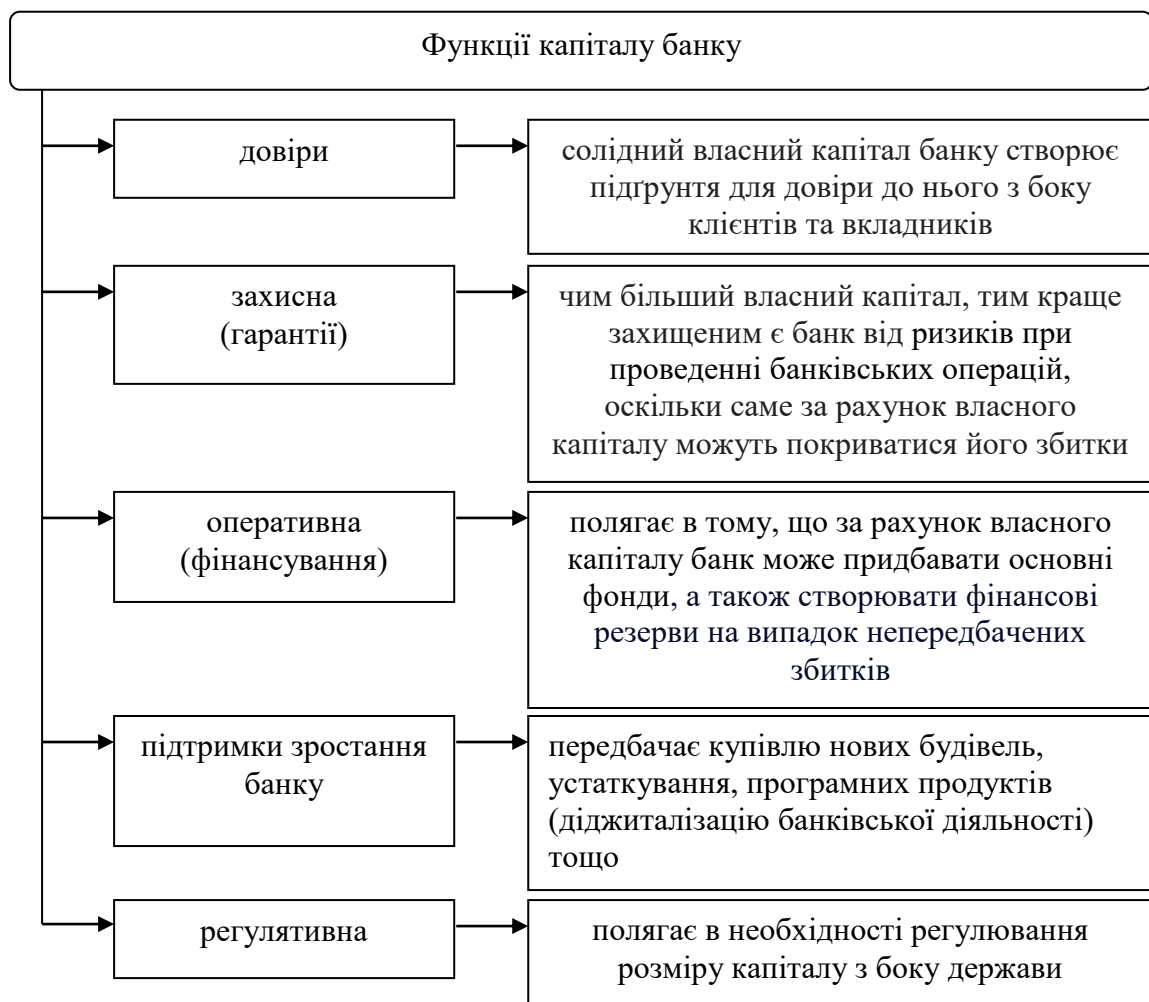 Функції капіталу банку
довіри
солідний власний капітал банку створює
підґрунтя для довіри до нього з боку
клієнтів та вкладників
захисна
(гарантії)
чим більший власний капітал, тим краще
захищеним є банк від ризиків при
проведенні банківських операцій,
оскільки саме за рахунок власного
капіталу можуть покриватися його збитки
оперативна
(фінансування)
полягає в тому, що за рахунок власного
капіталу банк може придбавати основні
фонди, а також створювати фінансові
резерви на випадок непередбачених
збитків
підтримки зростання
банку
передбачає купівлю нових будівель,
устаткування, програмних продуктів
(діджиталізацію банківської діяльності)
тощо
регулятивна
полягає в необхідності регулювання
розміру капіталу з боку держави